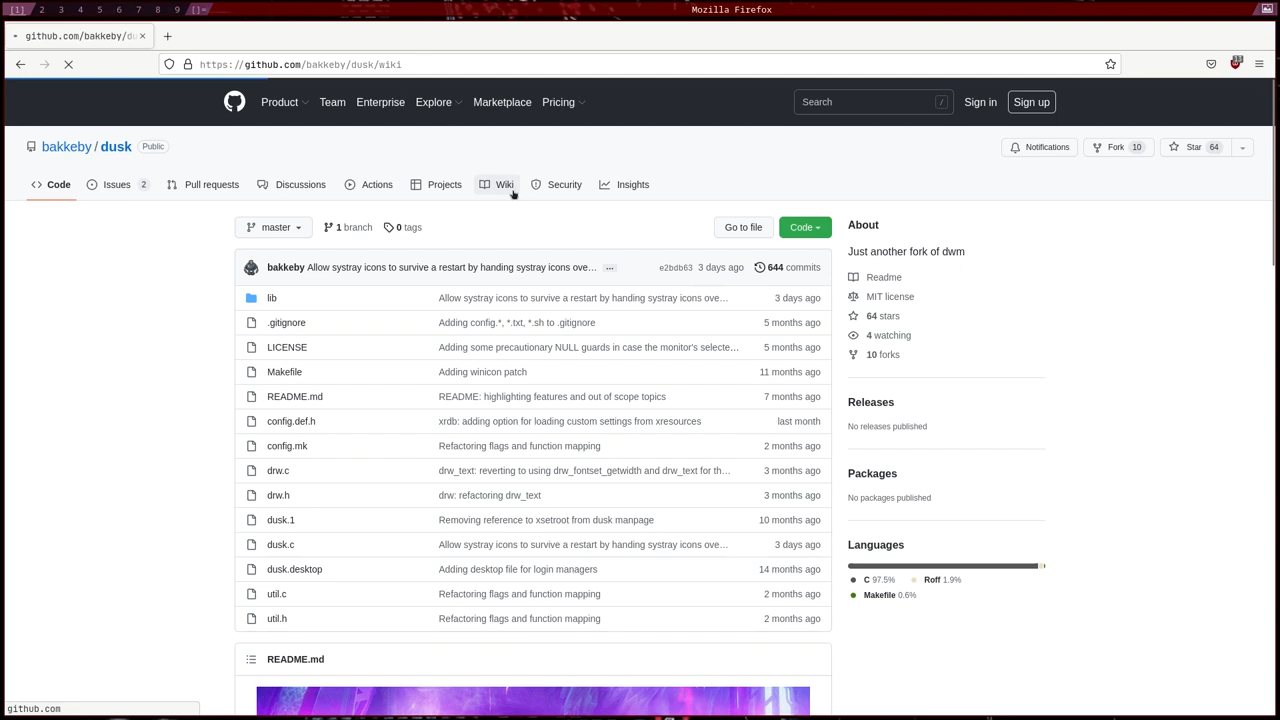 [1] 2 3 4 5 6 7 8 9 []= Mozilla Firefox
github.com/bakkeby/du
https://github.com/bakkeby/dusk/wiki 13
Product Team Enterprise Explore Marketplace Pricing Search / Sign in Sign up
bakkeby / dusk Public Notifications Fork 10 Star 64
Code Issues 2 Pull requests Discussions Actions Projects Wiki Security Insights
master 1 branch 0 tags Go to file Code
bakkeby Allow systray icons to survive a restart by handing systray icons ove… ... e2bdb63 3 days ago 644 commits
lib Allow systray icons to survive a restart by handing systray icons ove… 3 days ago
.gitignore Adding config.*, *.txt, *.sh to .gitignore 5 months ago
LICENSE Adding some precautionary NULL guards in case the monitor's selecte… 5 months ago
Makefile Adding winicon patch 11 months ago
README.md README: highlighting features and out of scope topics 7 months ago
config.def.h xrdb: adding option for loading custom settings from xresources last month
config.mk Refactoring flags and function mapping 2 months ago
drw.c drw_text: reverting to using drw_fontset_getwidth and drw_text for th… 3 months ago
drw.h drw: refactoring drw_text 3 months ago
dusk.1 Removing reference to xsetroot from dusk manpage 10 months ago
dusk.c Allow systray icons to survive a restart by handing systray icons ove… 3 days ago
dusk.desktop Adding desktop file for login managers 14 months ago
util.c Refactoring flags and function mapping 2 months ago
util.h Refactoring flags and function mapping 2 months ago
README.md
About
Just another fork of dwm
Readme
MIT license
64 stars
4 watching
10 forks
Releases
No releases published
Packages
No packages published
Languages
C 97.5% Roff 1.9%
Makefile 0.6%
github.com